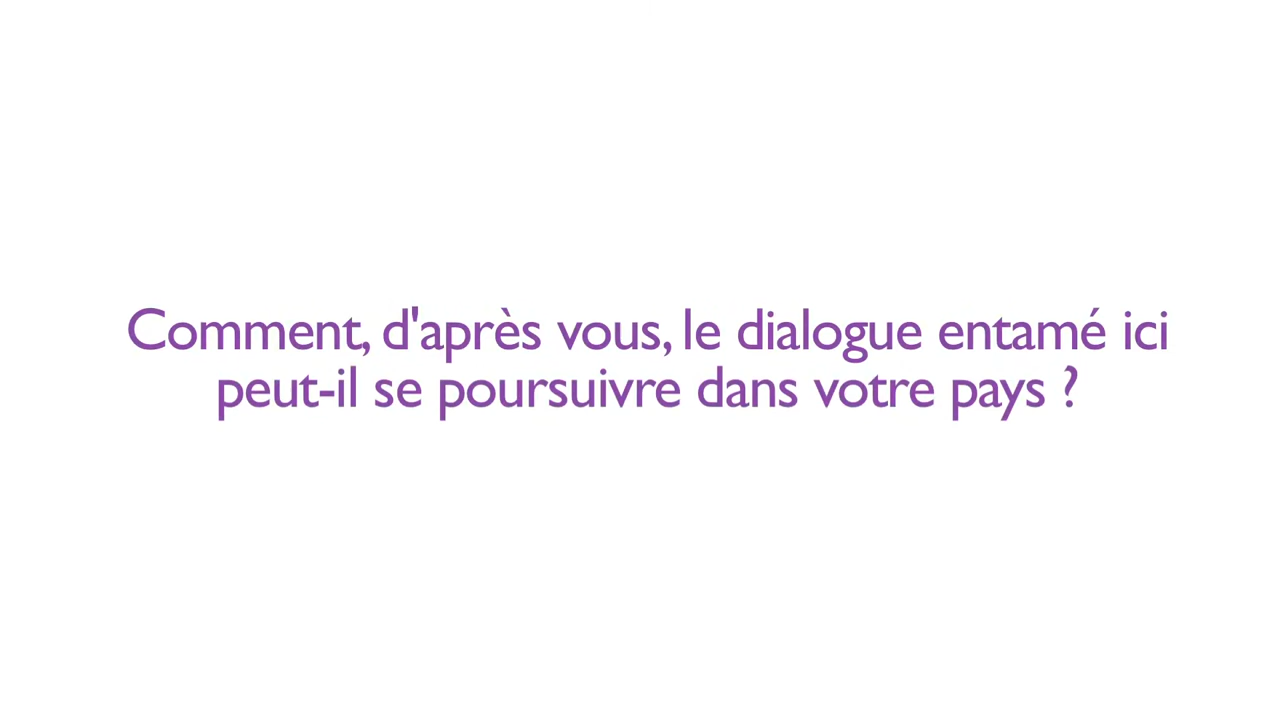 Comment, d'après vous, le dialogue entamé ici
peut-il se poursuivre dans votre pays ?